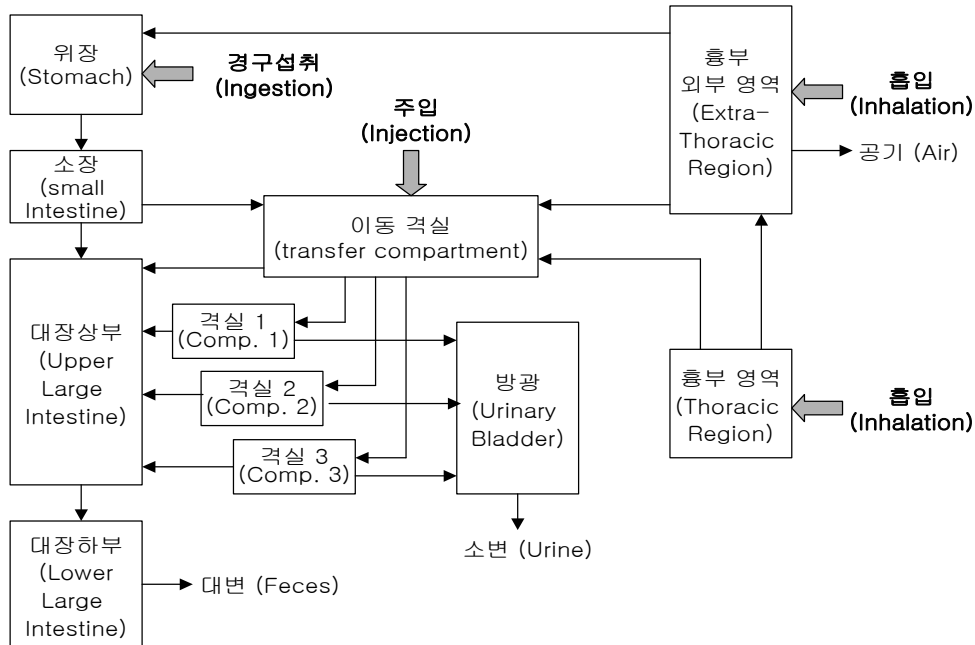 위장
(Stomach)
경구섭취
(Ingestion)
주입
(Injection)
흉부
외부 영역
(Extra-
Thoracic
Region)
흡입
(Inhalation)
공기 (Air)
소장
(small
Intestine)
이동 격실
(transfer compartment)
대장상부
(Upper
Large
Intestine)
격실 1
(Comp. 1)
격실 2
(Comp. 2)
격실 3
(Comp. 3)
방광
(Urinary
Bladder)
흉부 영역
(Thoracic
Region)
흡입
(Inhalation)
소변 (Urine)
대장하부
(Lower
Large
Intestine)
대변 (Feces)